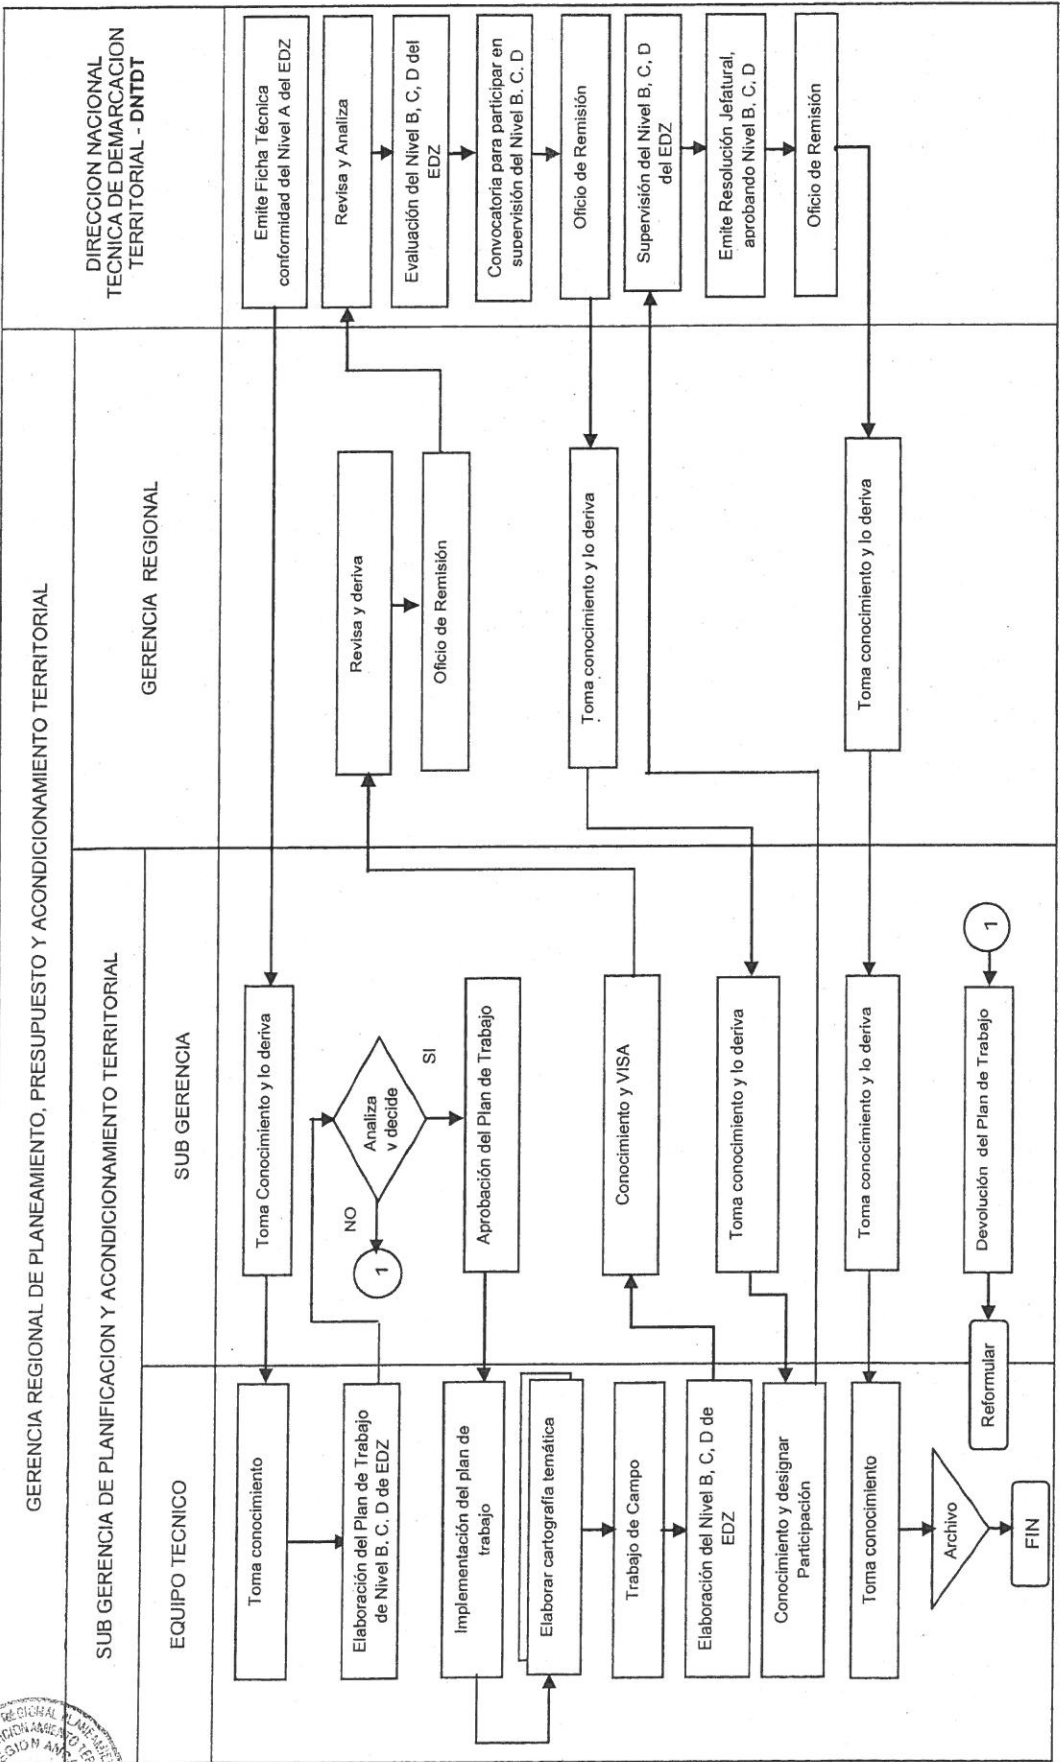 GERENCIA REGIONAL DE PLANEAMIENTO, PRESUPUESTO Y ACONDICIONAMIENTO TERRITORIAL
SUB GERENCIA DE PLANIFICACION Y ACONDICIONAMIENTO TERRITORIAL
EQUIPO TECNICO
SUB GERENCIA
GERENCIA REGIONAL
DIRECCION NACIONAL
TECNICA DE DEMARCACION
TERRITORIAL - DNTDT
Toma conocimiento
Toma Conocimiento y lo deriva
Emite Ficha Técnica
conformidad del Nivel A del EDZ
Elaboración del Plan de Trabajo
de Nivel B. C. D de EDZ
NO
1
Analiza
v decide
SI
Revisa y deriva
Revisa y Analiza
Implementación del plan de
trabajo
Aprobación del Plan de Trabajo
Oficio de Remisión
Evaluación del Nivel B, C, D del
EDZ
Elaborar cartografía temática
Convocatoria para participar en
supervisión del Nivel B. C. D
Trabajo de Campo
Conocimiento y VISA
Toma conocimiento y lo deriva
Oficio de Remisión
Elaboración del Nivel B, C, D de
EDZ
Supervisión del Nivel B, C, D
del EDZ
Conocimiento y designar
Participación
Toma conocimiento y lo deriva
Emite Resolución Jefatural,
aprobando Nivel B, C, D
Toma conocimiento
Toma conocimiento y lo deriva
Toma conocimiento y lo deriva
Oficio de Remisión
Archivo
Reformular
Devolución del Plan de Trabajo
1
FIN
REGIONAL